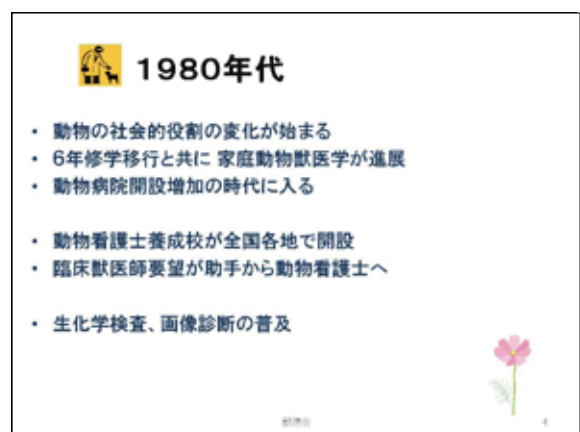 1980年代
・ 動物の社会的役割の変化が始まる
・ 6年修学移行と共に 家庭動物獣医学が進展
・ 動物病院開設増加の時代に入る
・ 動物看護士養成校が全国各地で開設
・ 臨床獣医師要望が助手から動物看護士へ
・ 生化学検査、画像診断の普及
4